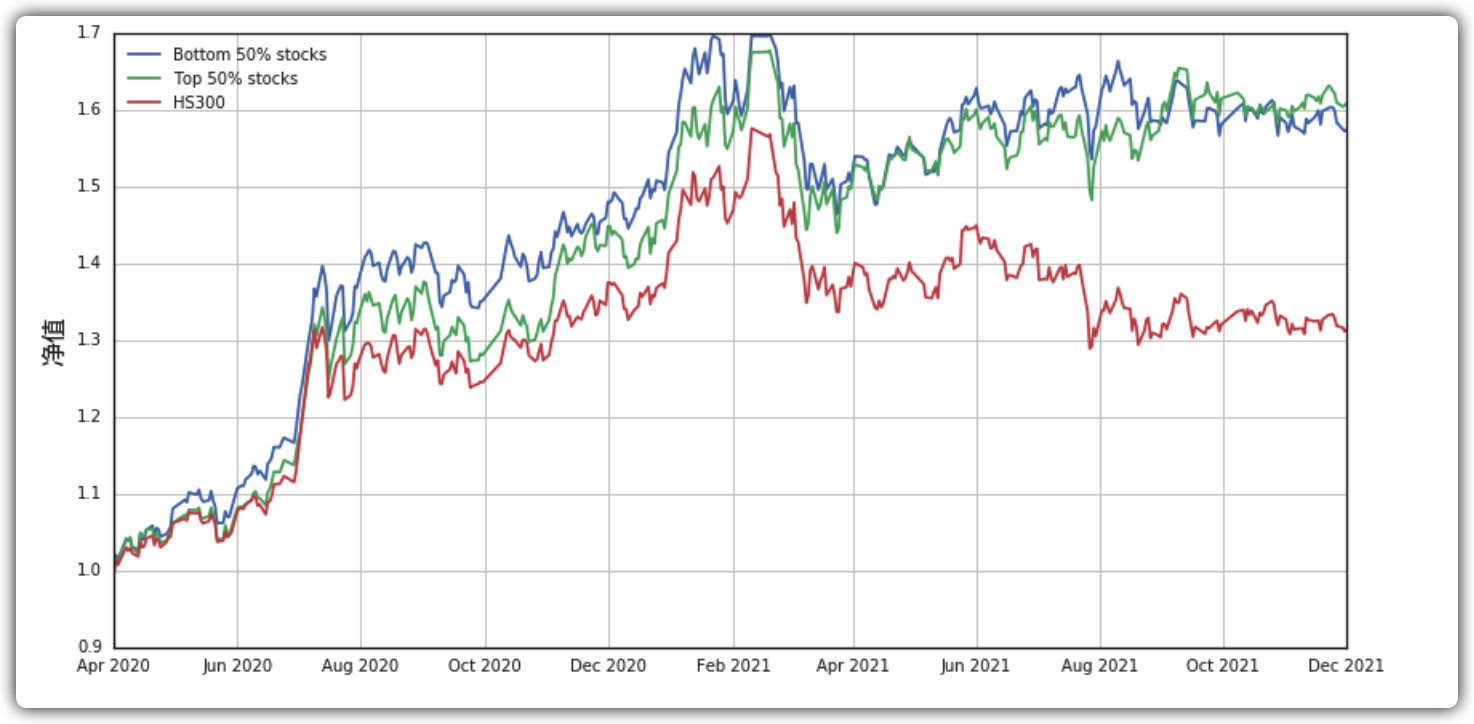 1.7
Bottom 50% stocks
Top 50% stocks
HS300
1.6
1.5
1.4
1.3
净值
1.2
1.1
1.0
0.9
Apr 2020 Jun 2020 Aug 2020 Oct 2020 Dec 2020 Feb 2021 Apr 2021 Jun 2021 Aug 2021 Oct 2021 Dec 2021